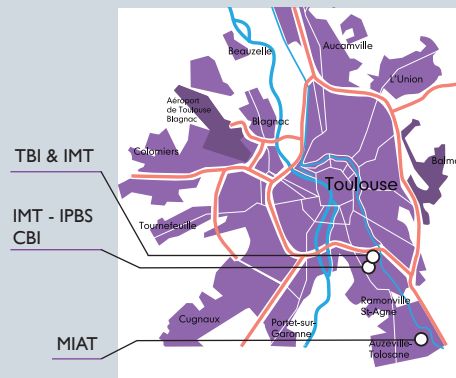 Beauzelle
Aucamville
L'Union
Aéroport
de Toulouse
Blagnac
Blagnac
Colomiers
Balma
TBI & IMT
Toulouse
IMT - IPBS
CBI
Tournefeuille
Ramonville
St-Agne
Cugnaux
Portet-sur-
Garonne
Auzeville-
Tolosane
MIAT